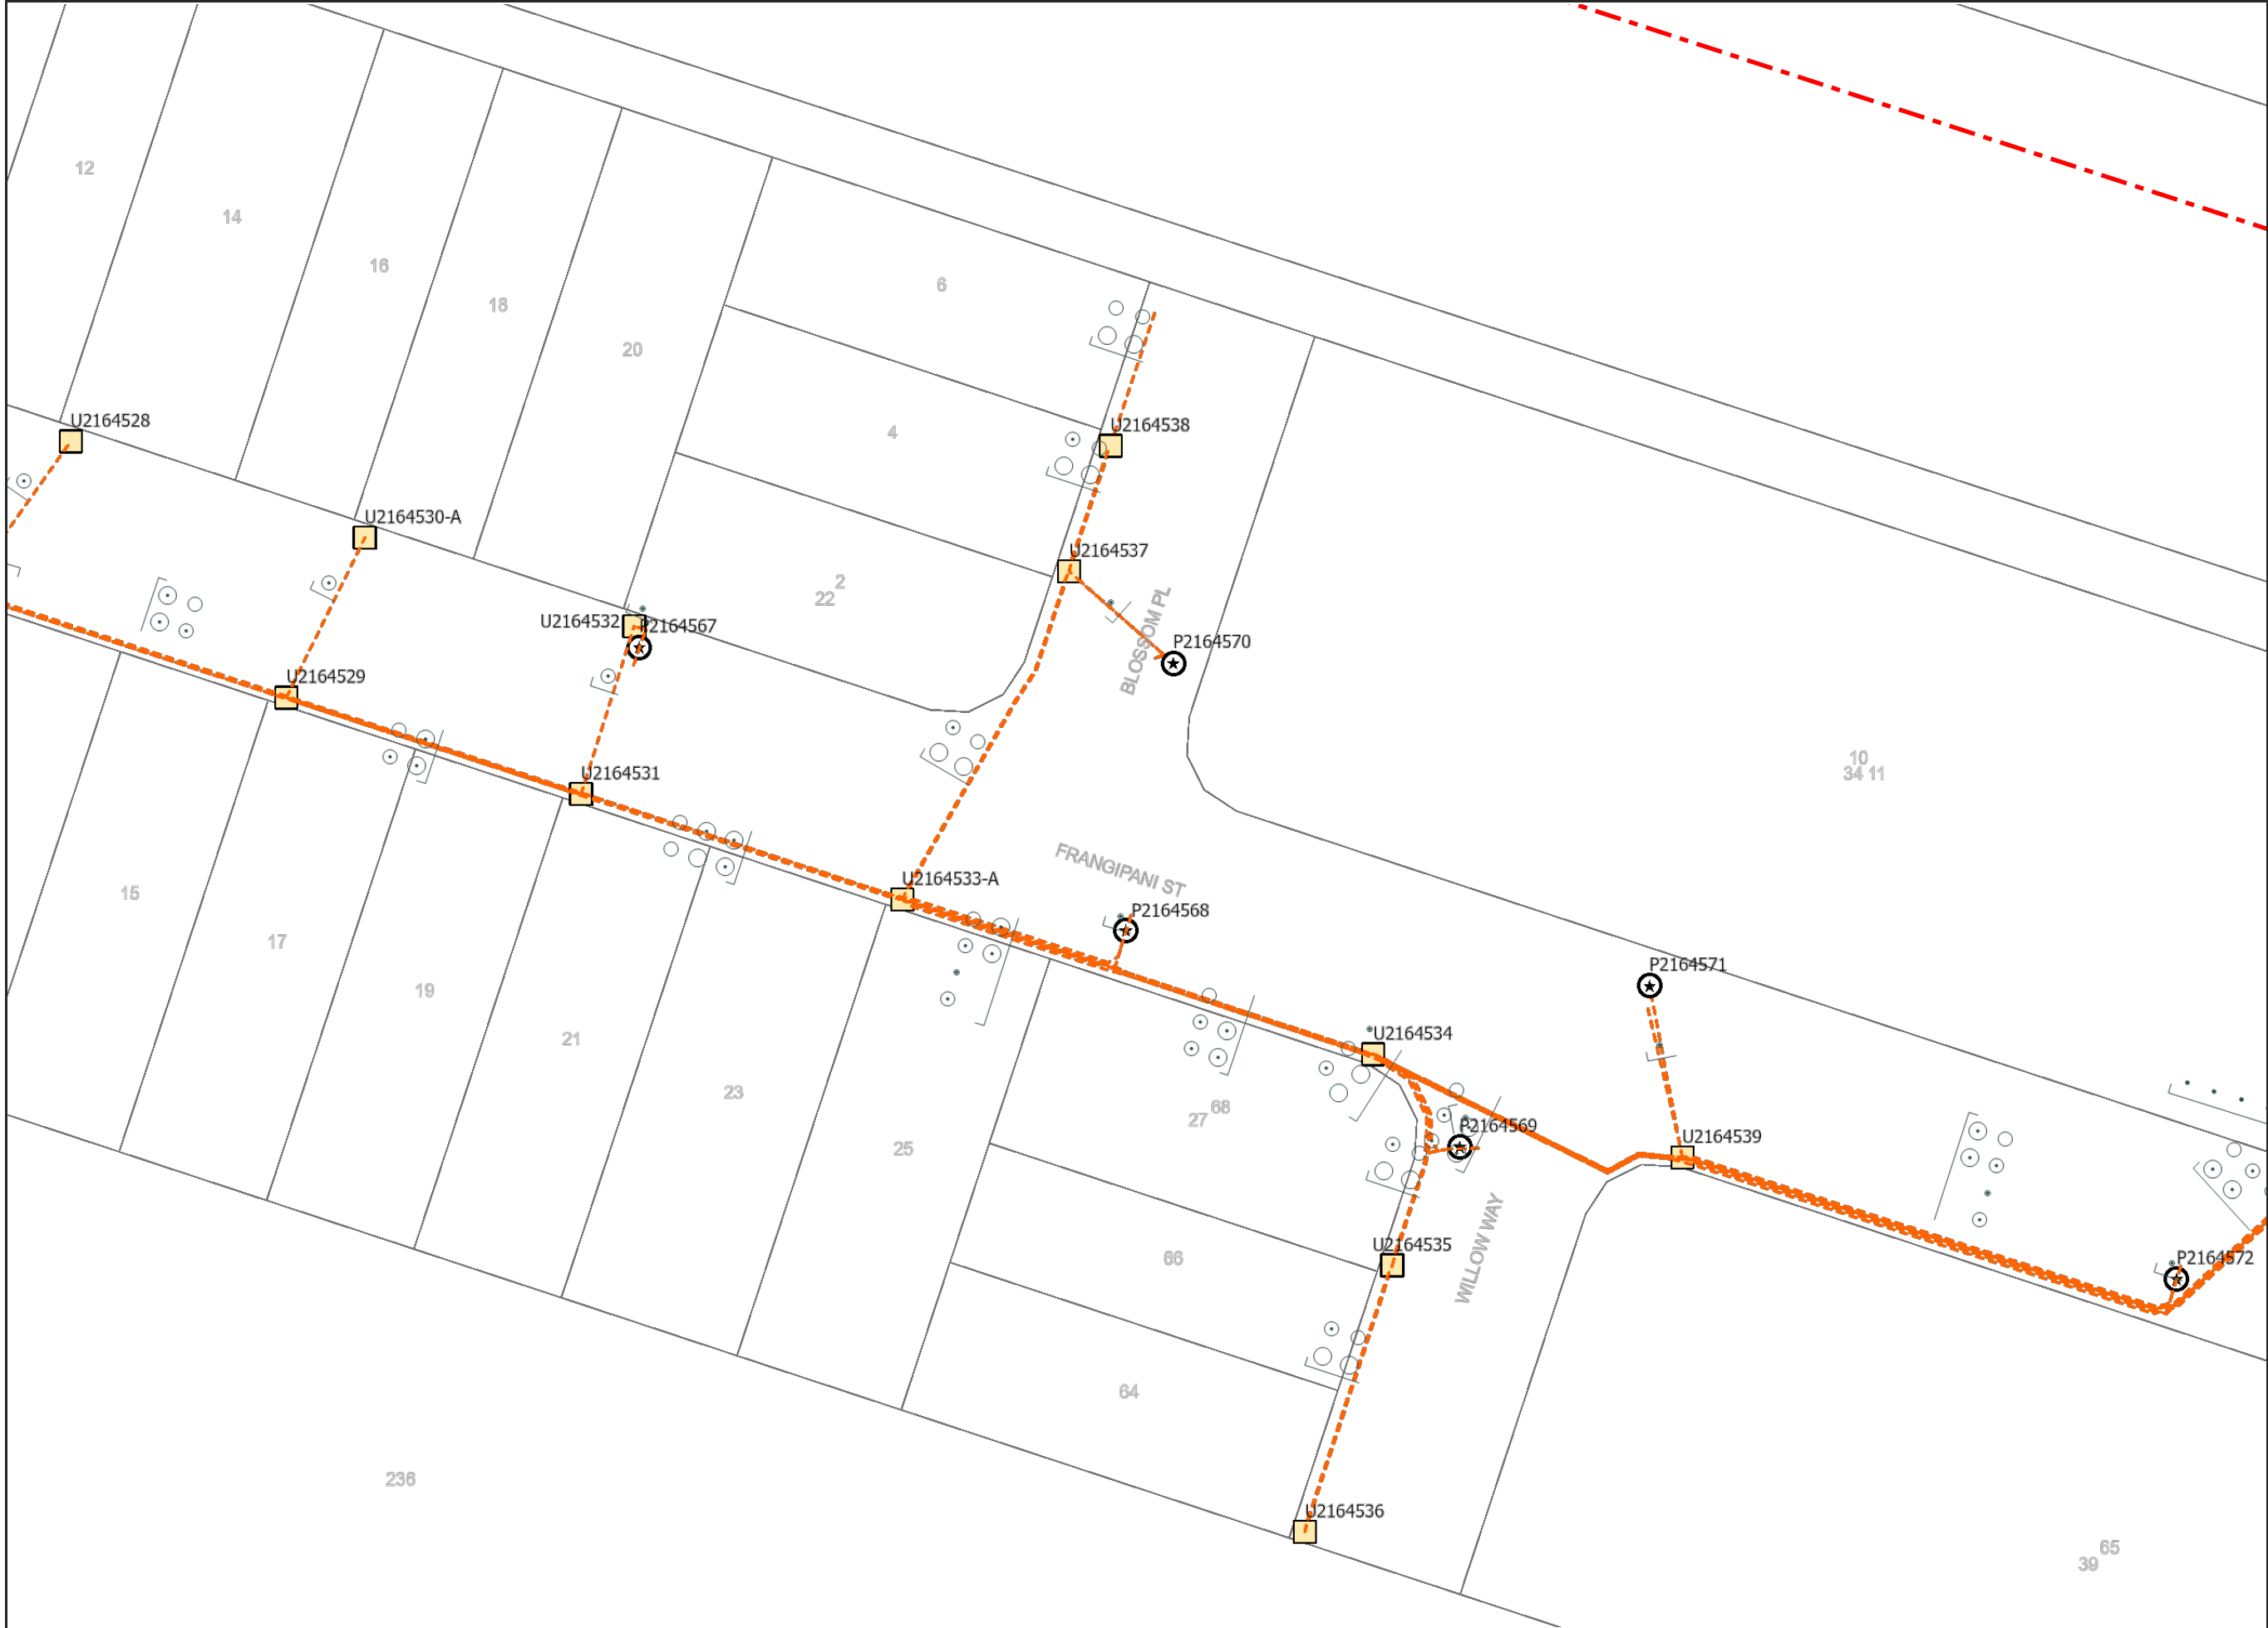 12
14
16
18
20
6
4
2
22
U2164528
U2164530-A
U2164538
U2164537
BLOSSOM PL
P2164570
U2164532
P2164567
U2164529
U2164531
U2164533-A
FRANGIPANI ST
P2164568
10
34 11
P2164571
15
17
19
21
23
25
U2164534
68
27
P2164569
U2164539
WILLOW WAY
U2164535
66
P2164572
64
U2164536
236
65
39